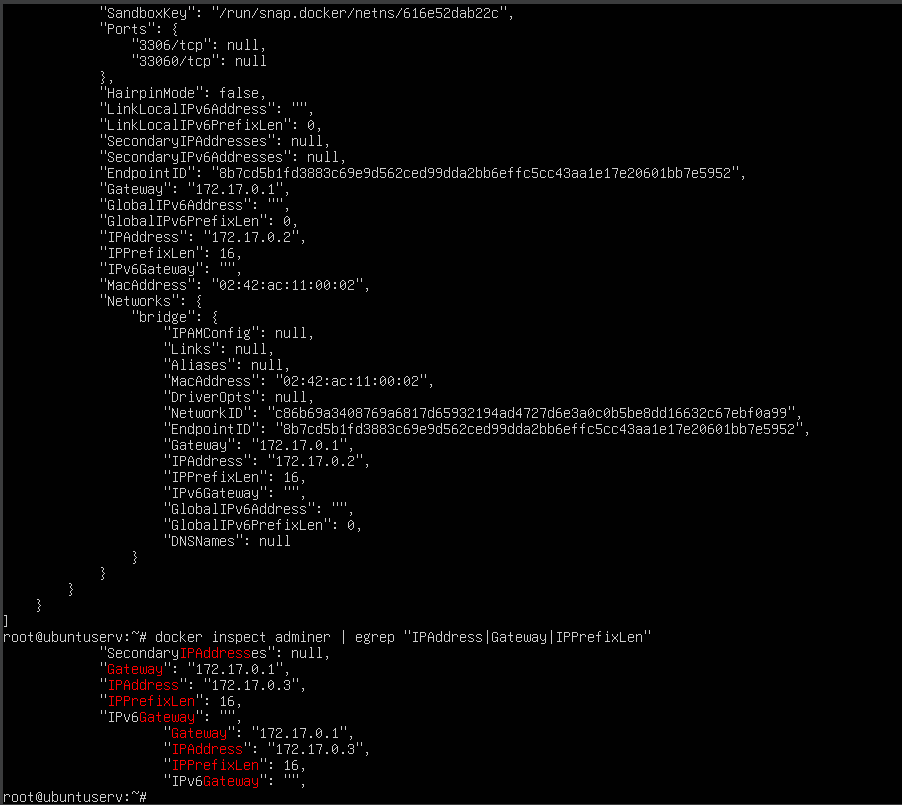 "SandboxKey": "/run/snap.docker/netns/616e52dab22c",
"Ports": {
"3306/tcp": null,
"33060/tcp": null
},
"HairpinMode": false,
"LinkLocalIPv6Address": "",
"LinkLocalIPv6PrefixLen": 0,
"SecondaryIPAddresses": null,
"SecondaryIPv6Addresses": null,
"EndpointID": "8b7cd5b1fd3883c69e9d562ced99dda2bb6effc5cc43aa1e17e20601bb7e5952",
"Gateway": "172.17.0.1",
"GlobalIPv6Address": "",
"GlobalIPv6PrefixLen": 0,
"IPAddress": "172.17.0.2",
"IPPrefixLen": 16,
"IPv6Gateway": "",
"MacAddress": "02:42:ac:11:00:02",
"Networks": {
"bridge": {
"IPAMConfig": null,
"Links": null,
"Aliases": null,
"MacAddress": "02:42:ac:11:00:02",
"DriverOpts": null,
"NetworkID": "c86b69a3408769a6817d65932194ad4727d6e3a0c0b5be8dd16632c67ebf0a99",
"EndpointID": "8b7cd5b1fd3883c69e9d562ced99dda2bb6effc5cc43aa1e17e20601bb7e5952",
"Gateway": "172.17.0.1",
"IPAddress": "172.17.0.2",
"IPPrefixLen": 16,
"IPv6Gateway": "",
"GlobalIPv6Address": "",
"GlobalIPv6PrefixLen": 0,
"DNSNames": null
}
}
}
}
]
root@ubuntuserv:~# docker inspect adminer | egrep "IPAddress|Gateway|IPPrefixLen"
"SecondaryIPAddresses": null,
"Gateway": "172.17.0.1",
"IPAddress": "172.17.0.3",
"IPPrefixLen": 16,
"IPv6Gateway": "",
"Gateway": "172.17.0.1",
"IPAddress": "172.17.0.3",
"IPPrefixLen": 16,
"IPv6Gateway": "",
root@ubuntuserv:~#